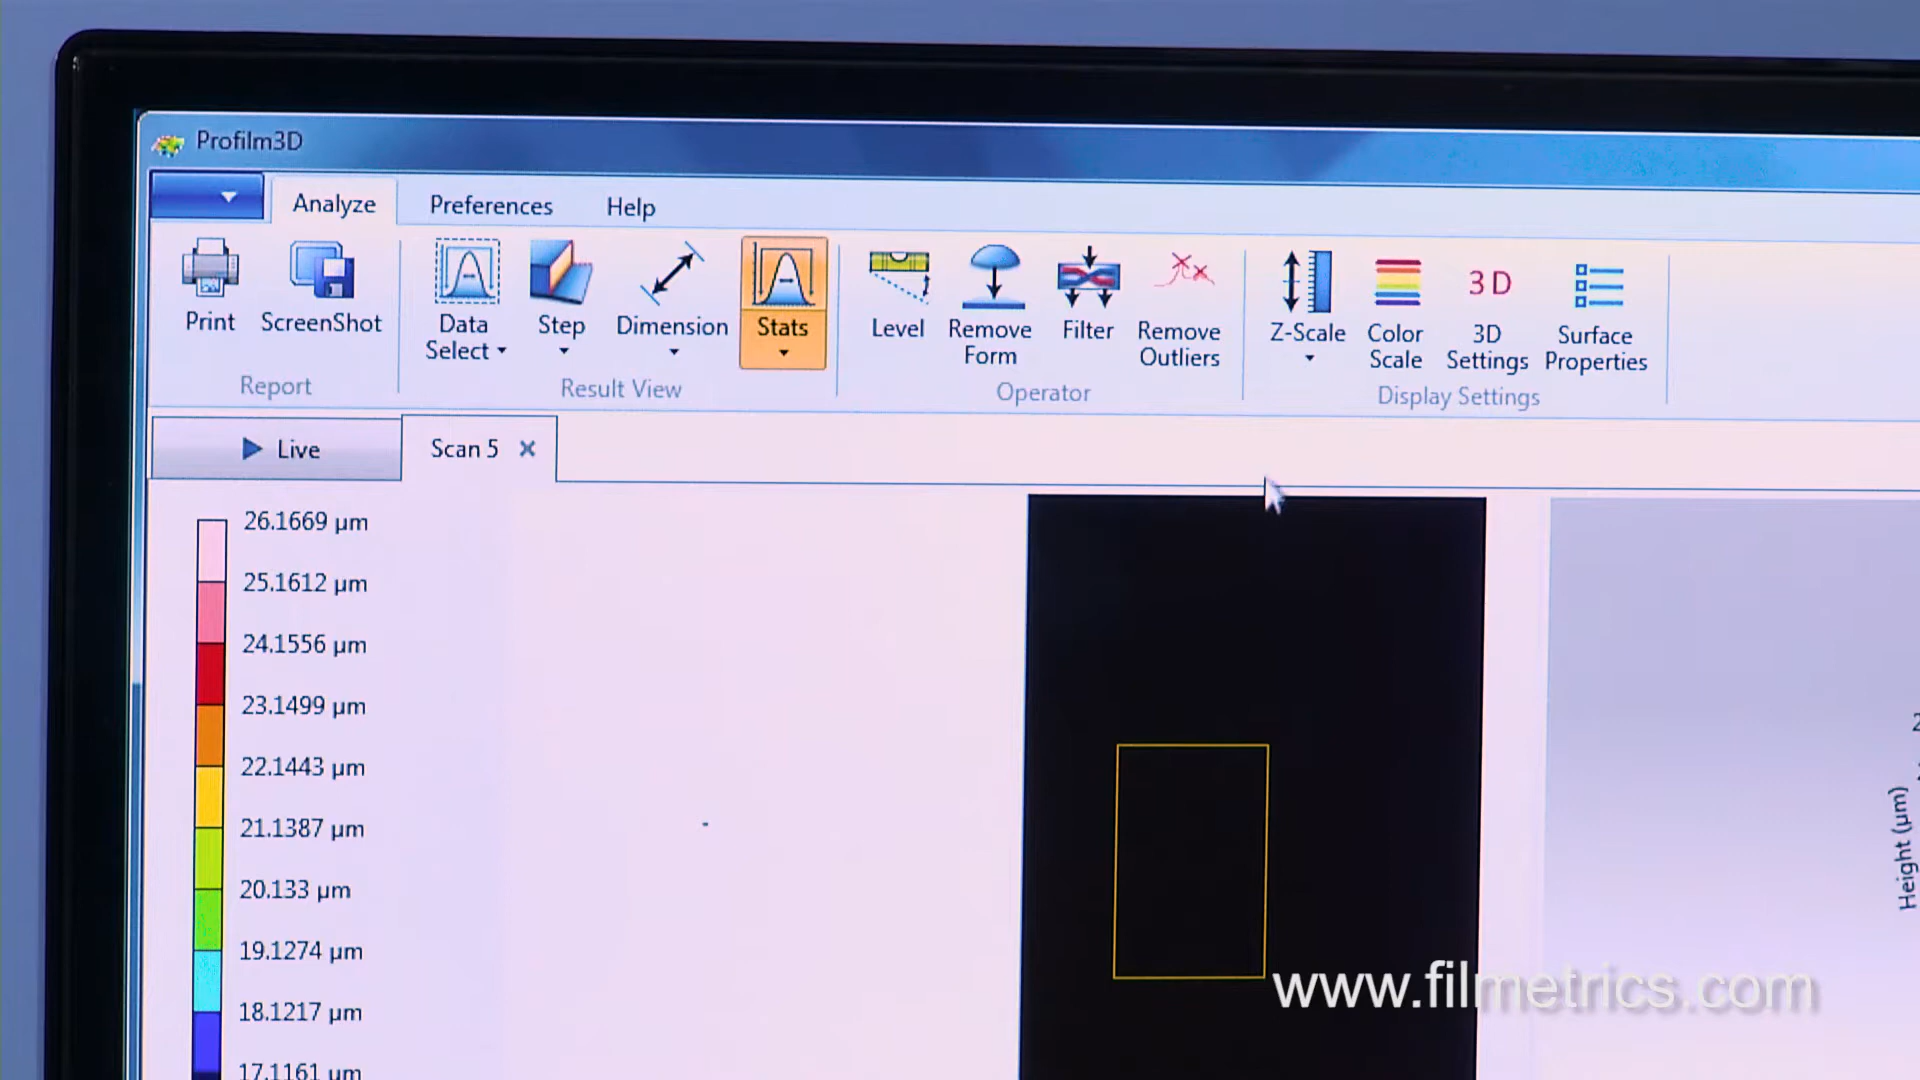 Profilm3D
Analyze
Preferences
Help
Print
ScreenShot
Data
Select
Step
Dimension
Stats
Level
Remove
Form
Filter
Remove
Outliers
Z-Scale
Color
Scale
3D
3D
Settings
Surface
Properties
Report
Result View
Operator
Display Settings
Live
Scan 5
26.1669 µm
25.1612 µm
24.1556 µm
23.1499 µm
22.1443 µm
21.1387 µm
20.133 µm
19.1274 µm
18.1217 µm
17.1161 µm
Height (µm)
www.filmetrics.com